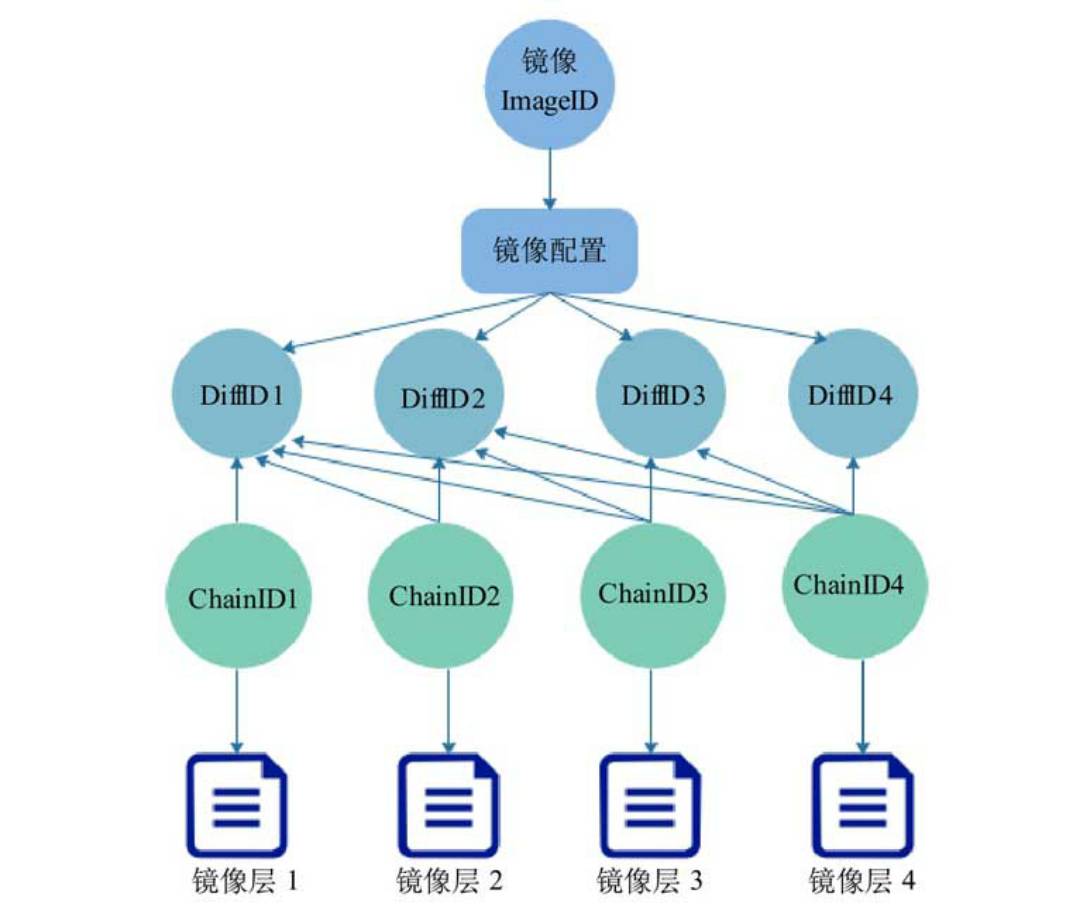 镜像
ImageID
镜像配置
DiffID1
DiffID2
DiffID3
DiffID4
ChainID1
ChainID2
ChainID3
ChainID4
镜像层 1
镜像层 2
镜像层 3
镜像层 4